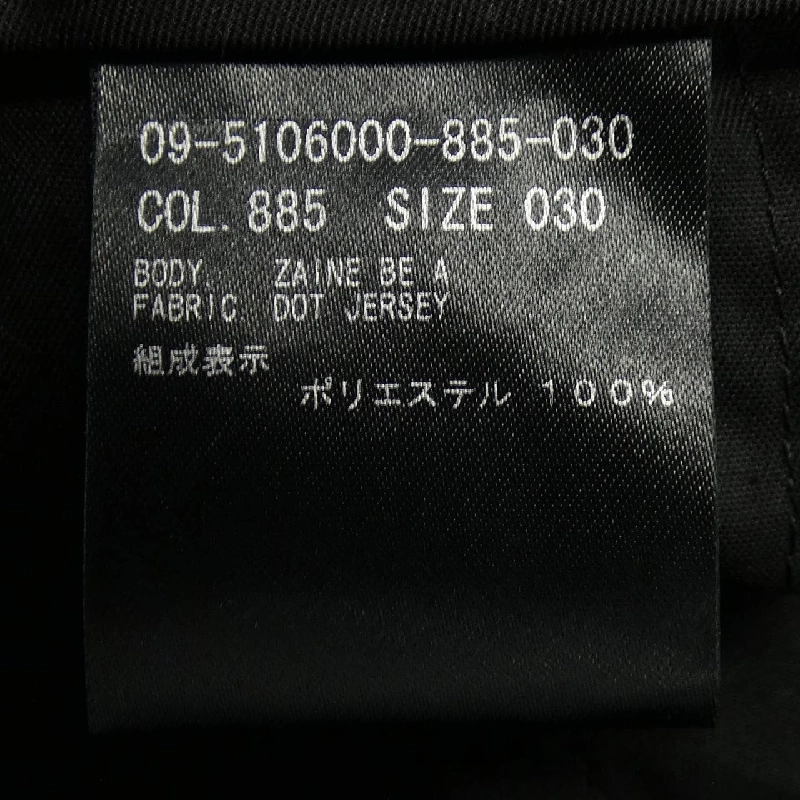 09-5106000-885-030
COL. 885 SIZE 030
BODY. ZAINE BE A
FABRIC. DOT JERSEY
組成表示
ポリエステル １００％